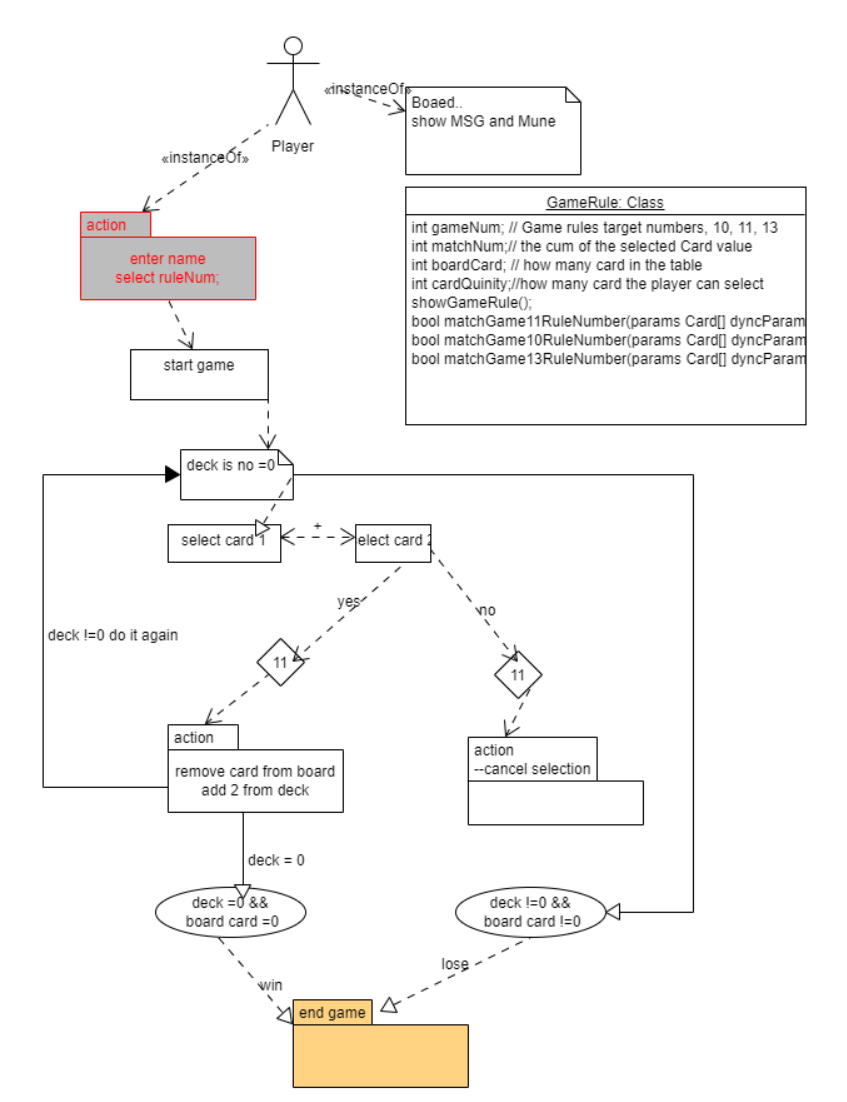 «instanceOf»
Boaed..
show MSG and Mune
Player
«instanceOf»
GameRule: Class
int gameNum; // Game rules target numbers, 10, 11, 13
int matchNum;// the cum of the selected Card value
int boardCard; // how many card in the table
int cardQuinity;//how many card the player can select
showGameRule();
bool matchGame11RuleNumber(params Card[] dyncParam
bool matchGame10RuleNumber(params Card[] dyncParam
bool matchGame13RuleNumber(params Card[] dyncParam
action
enter name
select ruleNum;
start game
deck is no =0
select card 1
+
elect card 2
yes
no
deck !=0 do it again
11
11
action
remove card from board
add 2 from deck
action
--cancel selection
deck = 0
deck =0 &&
board card =0
deck !=0 &&
board card !=0
lose
win
end game